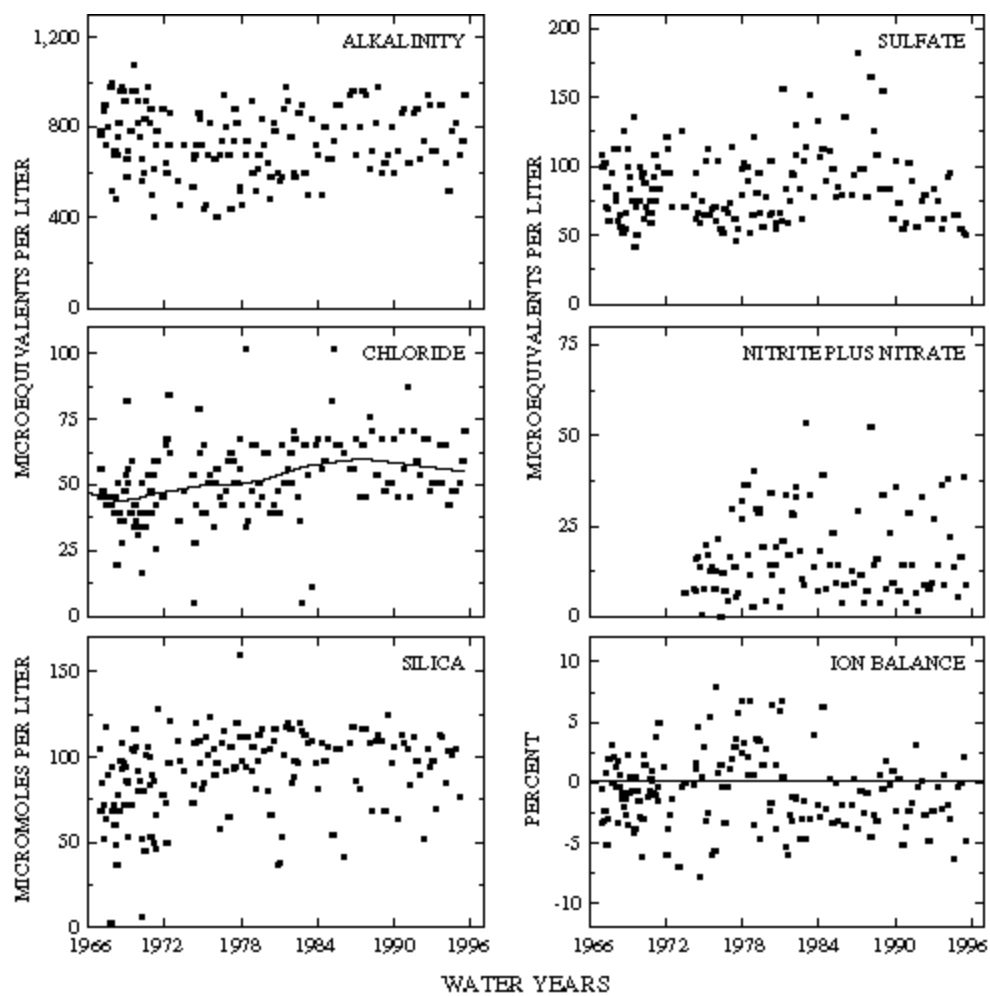 1,200
800
400
0
ALKALINITY
200
150
100
50
0
SULFATE
MICROEQUIVALENTS PER LITER
MICROEQUIVALENTS PER LITER
100
75
50
25
0
CHLORIDE
75
50
25
0
NITRITE PLUS NITRATE
MICROMOLES PER LITER
150
100
50
0
SILICA
PERCENT
10
5
0
-5
-10
ION BALANCE
1966 1972 1978 1984 1990 1996
1966 1972 1978 1984 1990 1996
WATER YEARS